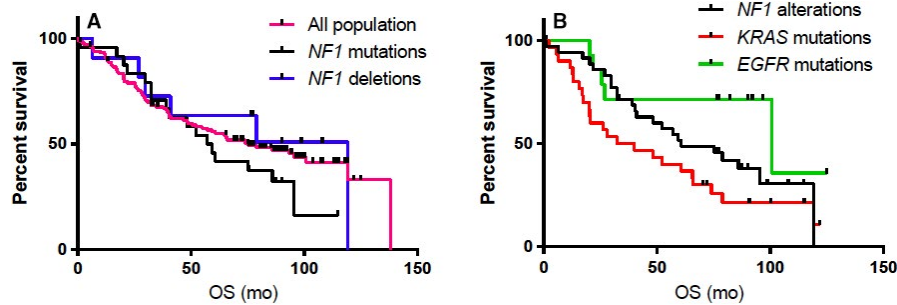 A
All population
NF1 mutations
NF1 deletions
Percent survival
100
50
0
0 50 100 150
OS (mo)
B
NF1 alterations
KRAS mutations
EGFR mutations
Percent survival
100
50
0
0 50 100 150
OS (mo)